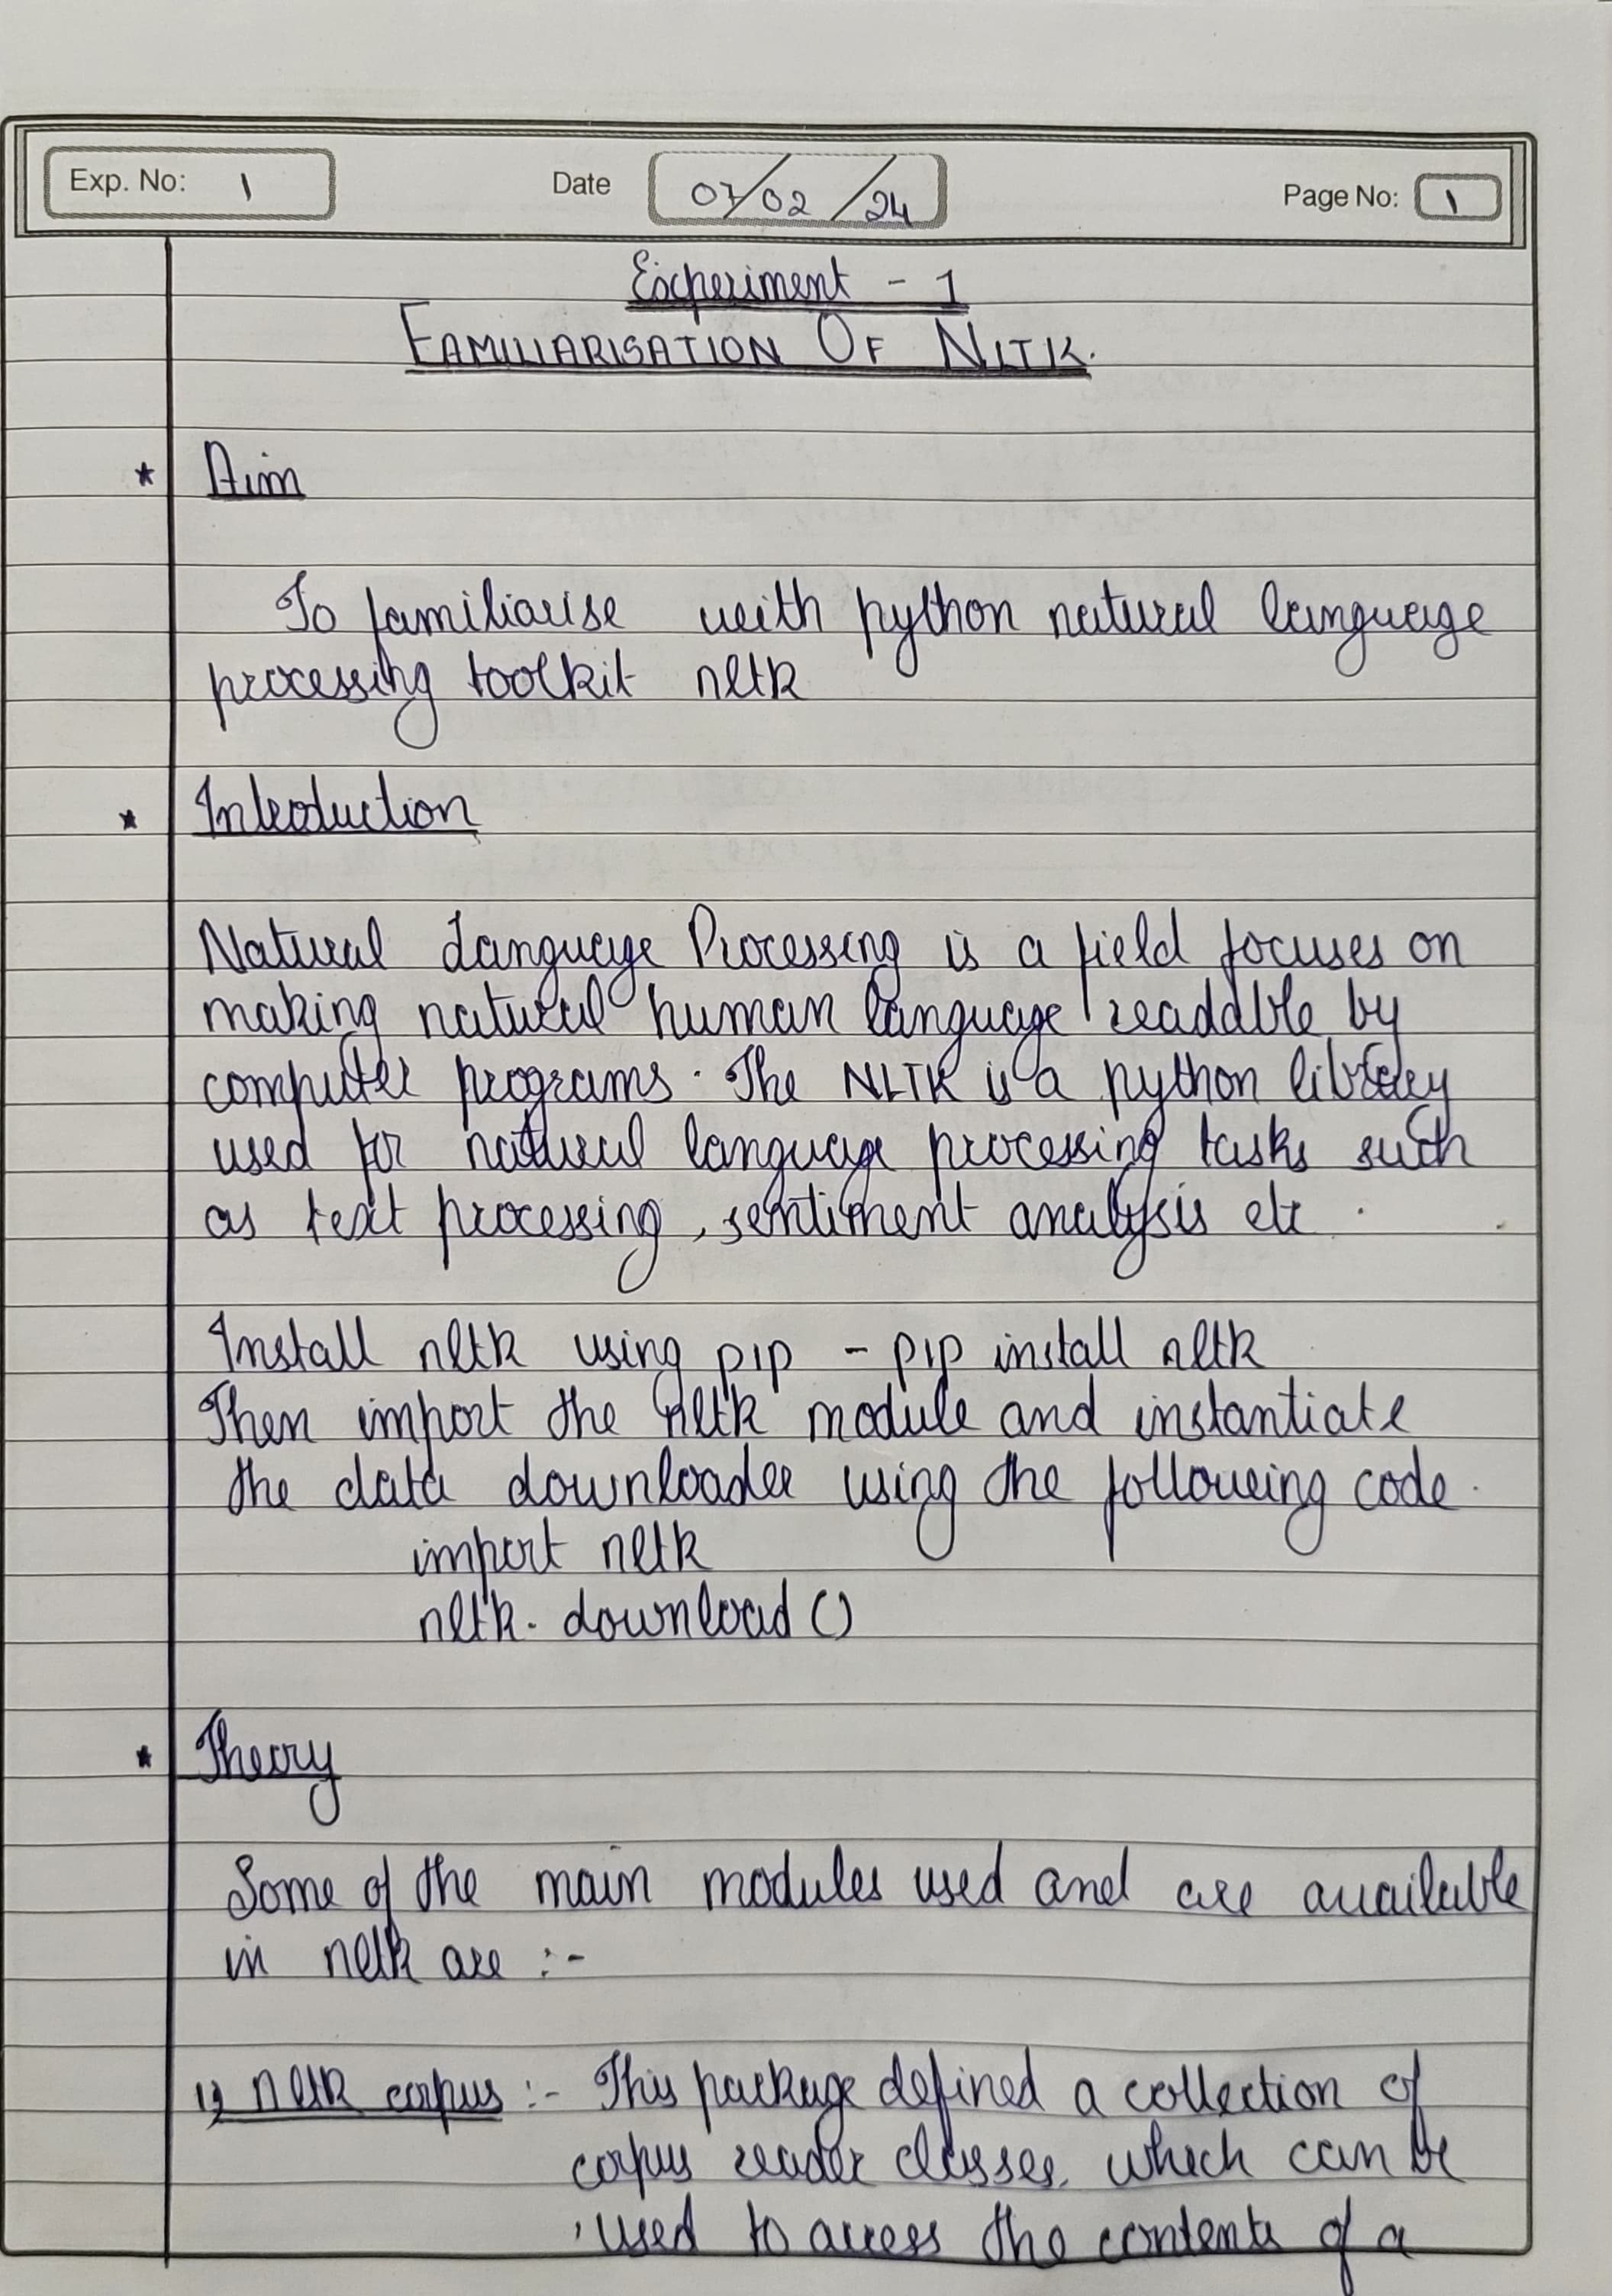 Exp. No: 1 Date 07/02/24 Page No: 1
Experiment - 1
FAMILIARISATION OF NLTK.
* Aim
To familiarise with python natural language
processing toolkit nltk
* Introduction
Natural Language Processing is a field focuses on
making natural human language readable by
computer programs. The NLTK is a python library
used for natural language processing tasks such
as text processing, sentiment analysis etc.
Install nltk using pip - pip install nltk
Then import the nltk module and instantiate
the data downloader using the following code.
import nltk
nltk.download()
* Theory
Some of the main modules used and are available
in nltk are :-
1) nltk corpus :- This package defined a collection of
corpus reader classes, which can be
used to access the contents of a